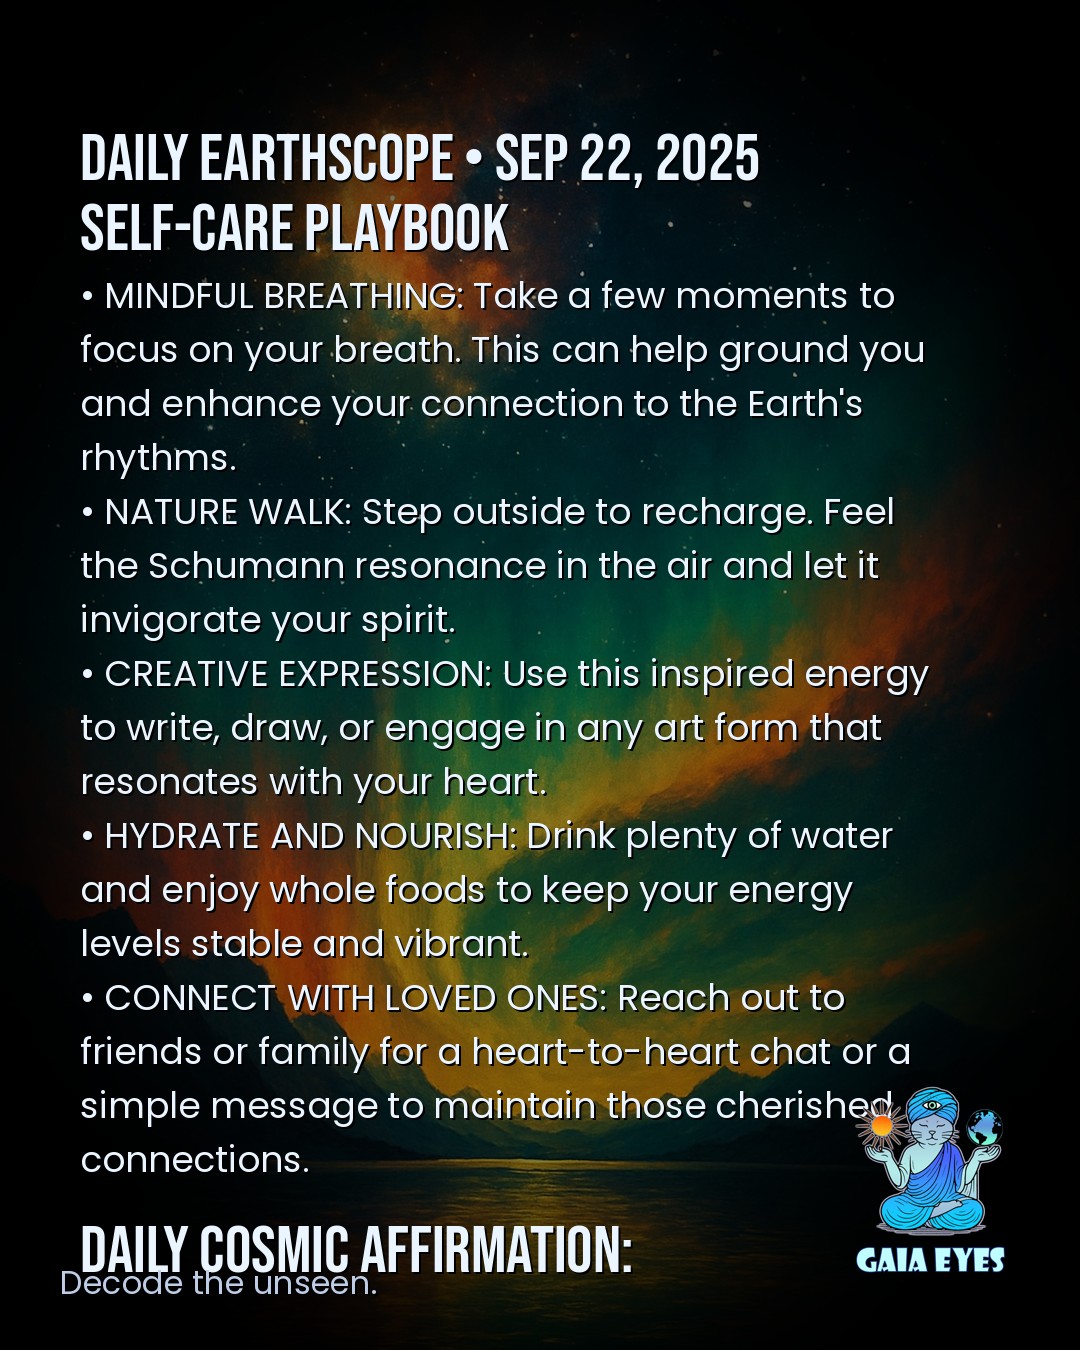 DAILY EARTHSCOPE • SEP 22, 2025
SELF-CARE PLAYBOOK
• MINDFUL BREATHING: Take a few moments to
focus on your breath. This can help ground you
and enhance your connection to the Earth's
rhythms.
• NATURE WALK: Step outside to recharge. Feel
the Schumann resonance in the air and let it
invigorate your spirit.
• CREATIVE EXPRESSION: Use this inspired energy
to write, draw, or engage in any art form that
resonates with your heart.
• HYDRATE AND NOURISH: Drink plenty of water
and enjoy whole foods to keep your energy
levels stable and vibrant.
• CONNECT WITH LOVED ONES: Reach out to
friends or family for a heart-to-heart chat or a
simple message to maintain those cherished
connections.
DAILY COSMIC AFFIRMATION:
Decode the unseen.
GAIA EYES